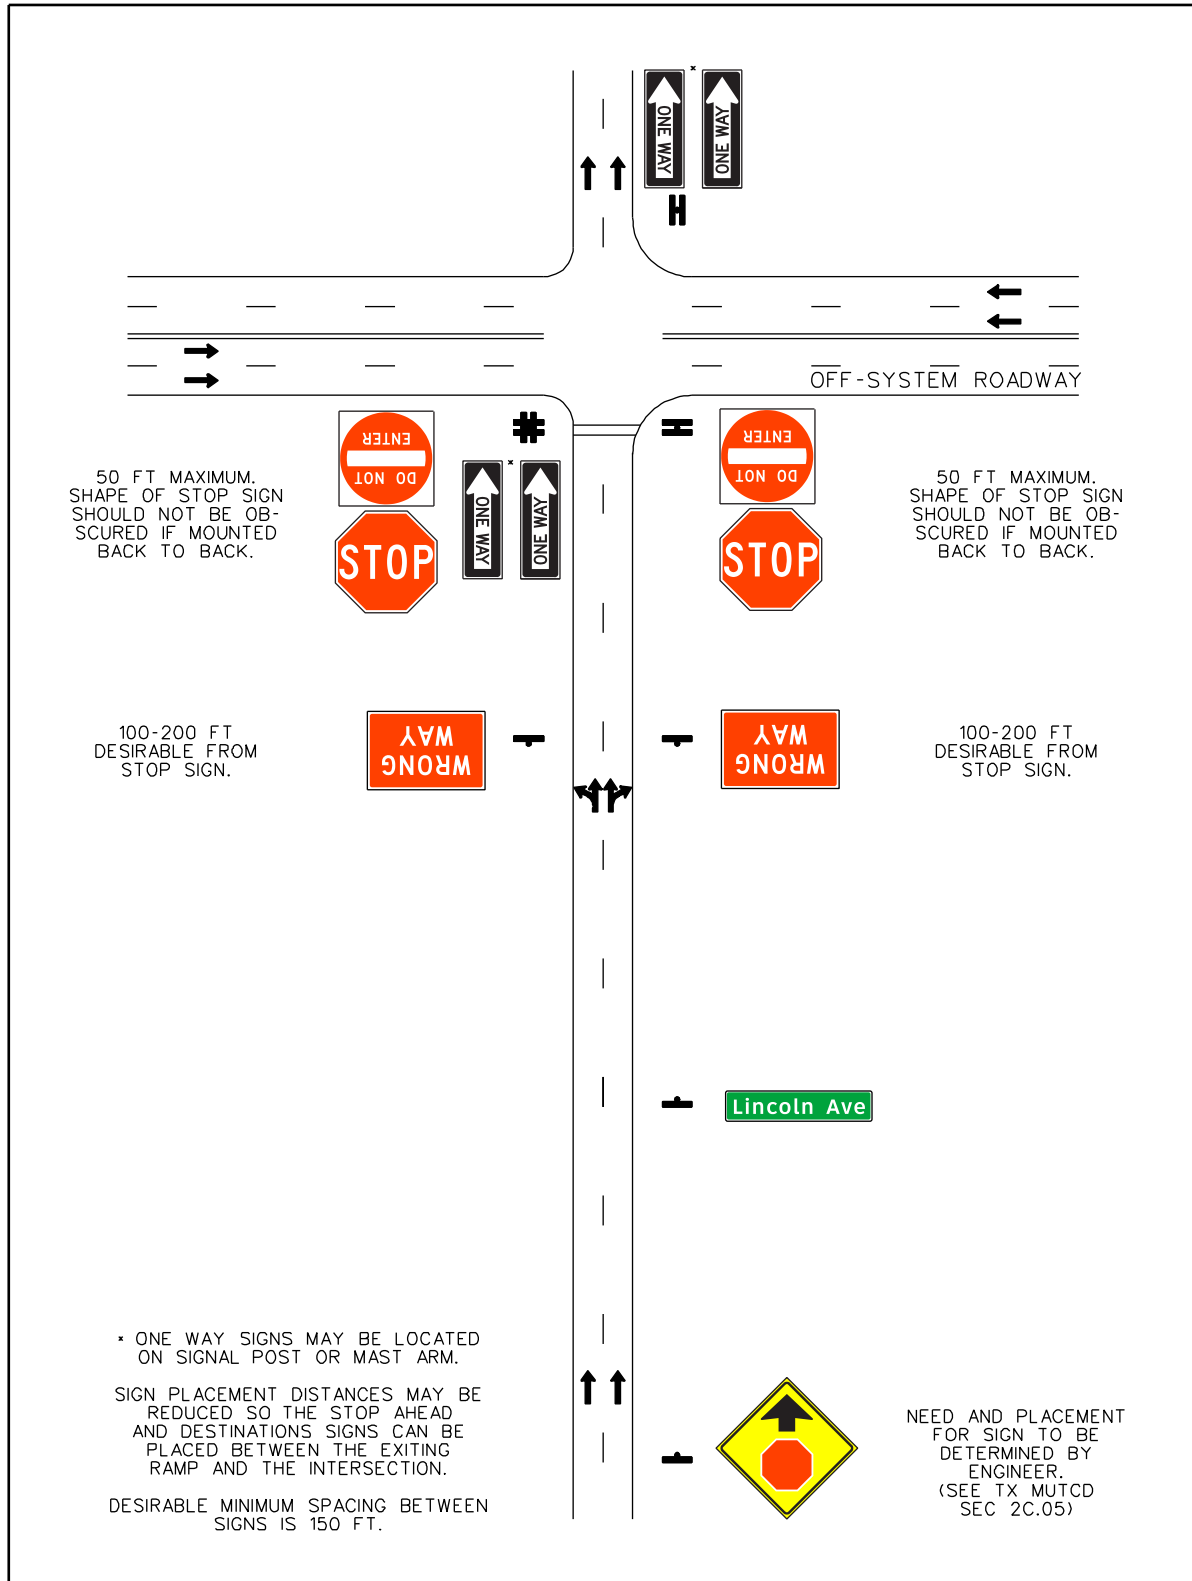 ONE WAY
ONE WAY
OFF-SYSTEM ROADWAY
DO NOT
ENTER
DO NOT
ENTER
50 FT MAXIMUM.
SHAPE OF STOP SIGN
SHOULD NOT BE OB-
SCURED IF MOUNTED
BACK TO BACK.
STOP
ONE WAY
ONE WAY
STOP
50 FT MAXIMUM.
SHAPE OF STOP SIGN
SHOULD NOT BE OB-
SCURED IF MOUNTED
BACK TO BACK.
100-200 FT
DESIRABLE FROM
STOP SIGN.
WRONG
WAY
WRONG
WAY
100-200 FT
DESIRABLE FROM
STOP SIGN.
Lincoln Ave
* ONE WAY SIGNS MAY BE LOCATED
ON SIGNAL POST OR MAST ARM.
SIGN PLACEMENT DISTANCES MAY BE
REDUCED SO THE STOP AHEAD
AND DESTINATIONS SIGNS CAN BE
PLACED BETWEEN THE EXITING
RAMP AND THE INTERSECTION.
DESIRABLE MINIMUM SPACING BETWEEN
SIGNS IS 150 FT.
NEED AND PLACEMENT
FOR SIGN TO BE
DETERMINED BY
ENGINEER.
(SEE TX MUTCD
SEC 2C.05)